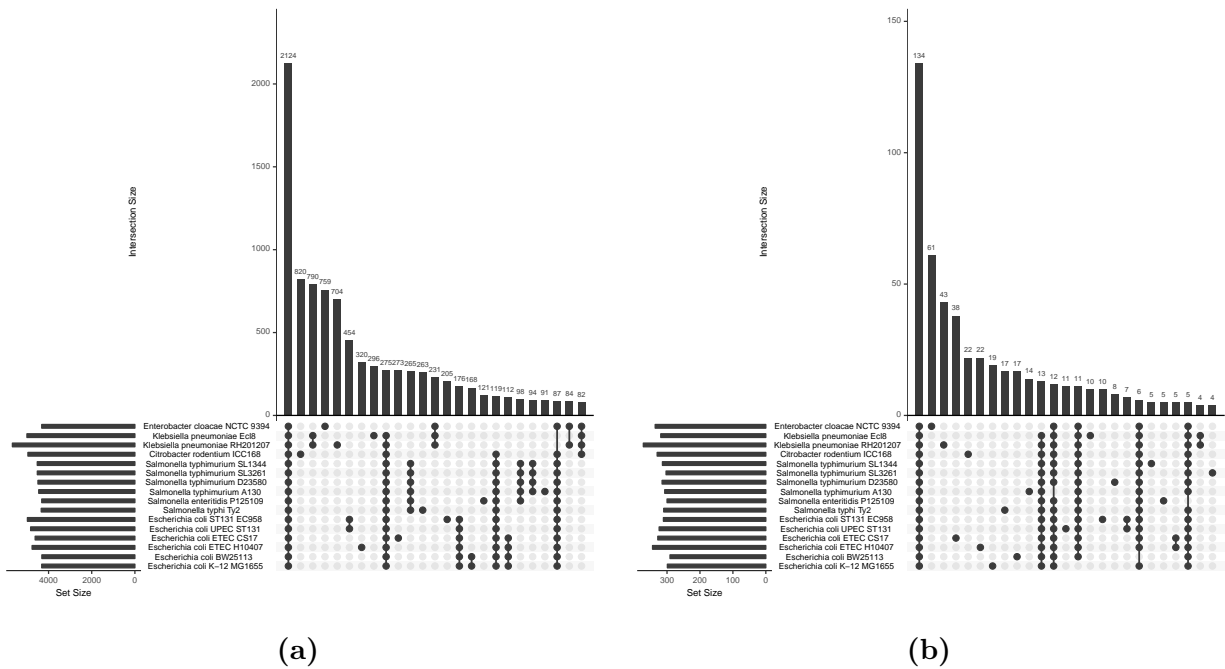 2000
1500
1000
500
0
Intersection Size
2124
820
790
759
704
454
320
296
275
273
265
263
231
205
176
168
121
119
112
98
94
91
87
84
82
Enterobacter cloacae NCTC 9394
Klebsiella pneumoniae Ecl8
Klebsiella pneumoniae RH201207
Citrobacter rodentium ICC168
Salmonella typhimurium SL1344
Salmonella typhimurium SL3261
Salmonella typhimurium D23580
Salmonella typhimurium A130
Salmonella enteritidis P125109
Salmonella typhi Ty2
Escherichia coli ST131 EC958
Escherichia coli UPEC ST131
Escherichia coli ETEC CS17
Escherichia coli ETEC H10407
Escherichia coli BW25113
Escherichia coli K−12 MG1655
4000 2000 0
Set Size
(a)
150
100
50
0
Intersection Size
134
61
43
38
22
22
19
17
17
14
13
12
11
11
10
10
8
7
6
5
5
5
5
4
4
Enterobacter cloacae NCTC 9394
Klebsiella pneumoniae Ecl8
Klebsiella pneumoniae RH201207
Citrobacter rodentium ICC168
Salmonella typhimurium SL1344
Salmonella typhimurium SL3261
Salmonella typhimurium D23580
Salmonella typhimurium A130
Salmonella enteritidis P125109
Salmonella typhi Ty2
Escherichia coli ST131 EC958
Escherichia coli UPEC ST131
Escherichia coli ETEC CS17
Escherichia coli ETEC H10407
Escherichia coli BW25113
Escherichia coli K−12 MG1655
300 200 100 0
Set Size
(b)